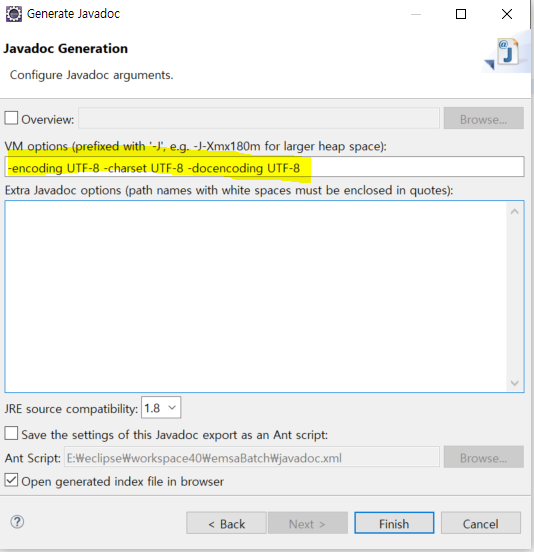 Generate Javadoc
Javadoc Generation
Configure Javadoc arguments.
@
J
Overview:
Browse...
VM options (prefixed with '-J', e.g. -J-Xmx180m for larger heap space):
-encoding UTF-8 -charset UTF-8 -docencoding UTF-8
Extra Javadoc options (path names with white spaces must be enclosed in quotes):
JRE source compatibility: 1.8
Save the settings of this Javadoc export as an Ant script:
Ant Script: E:₩eclipse₩workspace40₩emsaBatch₩javadoc.xml Browse...
Open generated index file in browser
? < Back Next > Finish Cancel